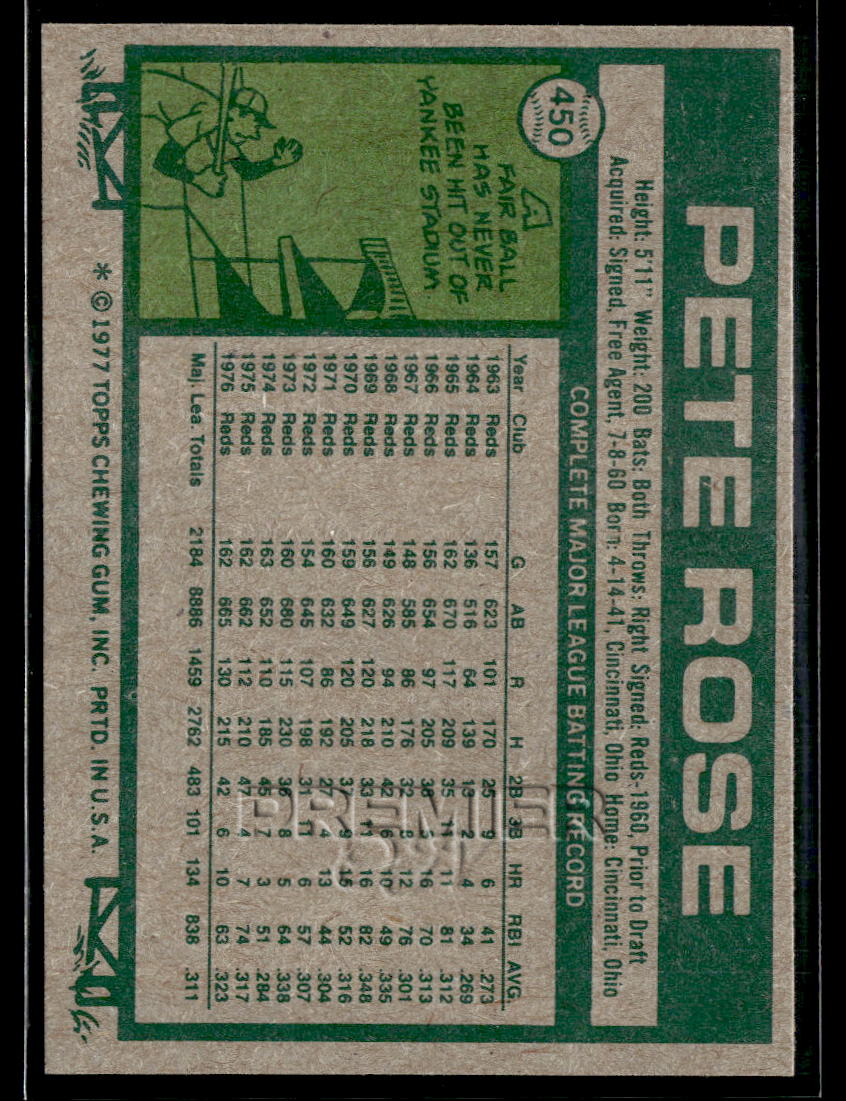 450
PETE ROSE
Height: 5'11" Weight: 200 Bats: Both Throws: Right Signed: Reds-1960, Prior to Draft
Acquired: Signed, Free Agent, 7-8-60 Born: 4-14-41, Cincinnati, Ohio Home: Cincinnati, Ohio
A
FAIR BALL
HAS NEVER
BEEN HIT OUT OF
YANKEE STADIUM.
COMPLETE MAJOR LEAGUE BATTING RECORD
Year Club G AB R H 2B 3B HR RBI AVG.
1963 Reds 157 623 101 170 25 9 6 41 .273
1964 Reds 136 516 64 139 13 2 4 34 .269
1965 Reds 162 670 117 209 35 11 11 81 .312
1966 Reds 156 654 97 205 38 5 16 70 .313
1967 Reds 148 585 86 176 32 8 12 76 .301
1968 Reds 149 626 94 210 42 6 10 49 .335
1969 Reds 156 627 120 218 33 11 16 82 .348
1970 Reds 159 649 120 205 37 9 15 52 .316
1971 Reds 160 632 86 192 27 4 13 44 .304
1972 Reds 154 645 107 198 31 11 6 57 .307
1973 Reds 160 680 115 230 36 8 5 64 .338
1974 Reds 163 652 110 185 45 7 3 51 .284
1975 Reds 162 662 112 210 47 4 7 74 .317
1976 Reds 162 665 130 215 42 6 10 63 .323
Maj. Lea. Totals 2184 8886 1459 2762 483 101 134 838 .311
* © 1977 TOPPS CHEWING GUM, INC. PRTD. IN U.S.A.
PREMIER